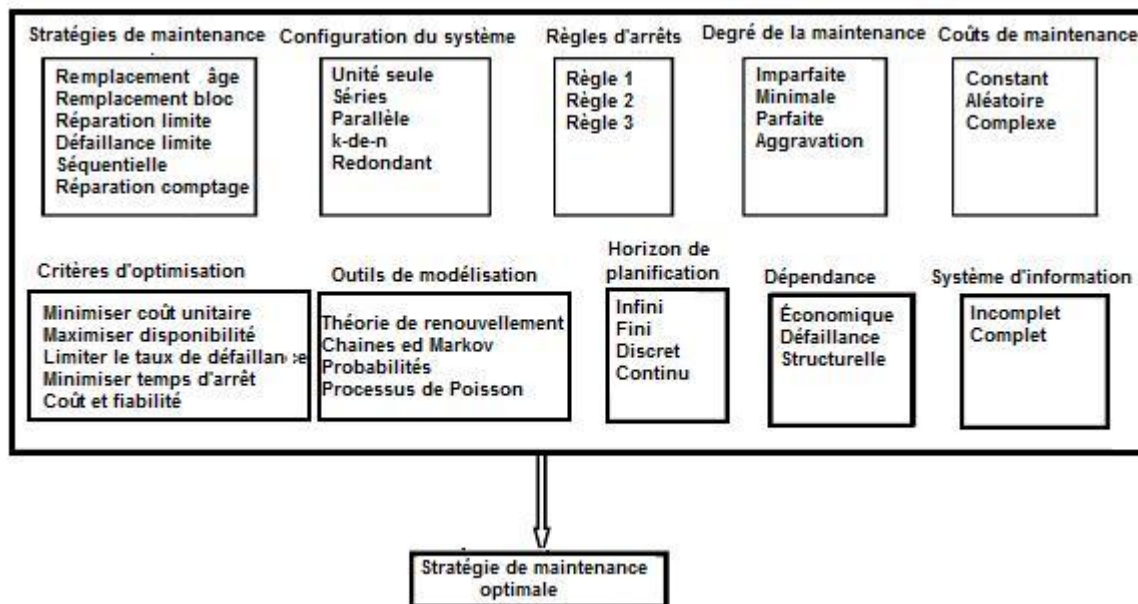 Stratégies de maintenance
Remplacement âge
Remplacement bloc
Réparation limite
Défaillance limite
Séquentielle
Réparation comptage
Configuration du système
Unité seule
Séries
Parallèle
k-de-n
Redondant
Règles d'arrêts
Règle 1
Règle 2
Règle 3
Degré de la maintenance
Imparfaite
Minimale
Parfaite
Aggravation
Coûts de maintenance
Constant
Aléatoire
Complexe
Critères d'optimisation
Minimiser coût unitaire
Maximiser disponibilité
Limiter le taux de défaillance
Minimiser temps d'arrêt
Coût et fiabilité
Outils de modélisation
Théorie de renouvellement
Chaines ed Markov
Probabilités
Processus de Poisson
Horizon de
planification
Infini
Fini
Discret
Continu
Dépendance
Économique
Défaillance
Structurelle
Système d'information
Incomplet
Complet
Stratégie de maintenance
optimale